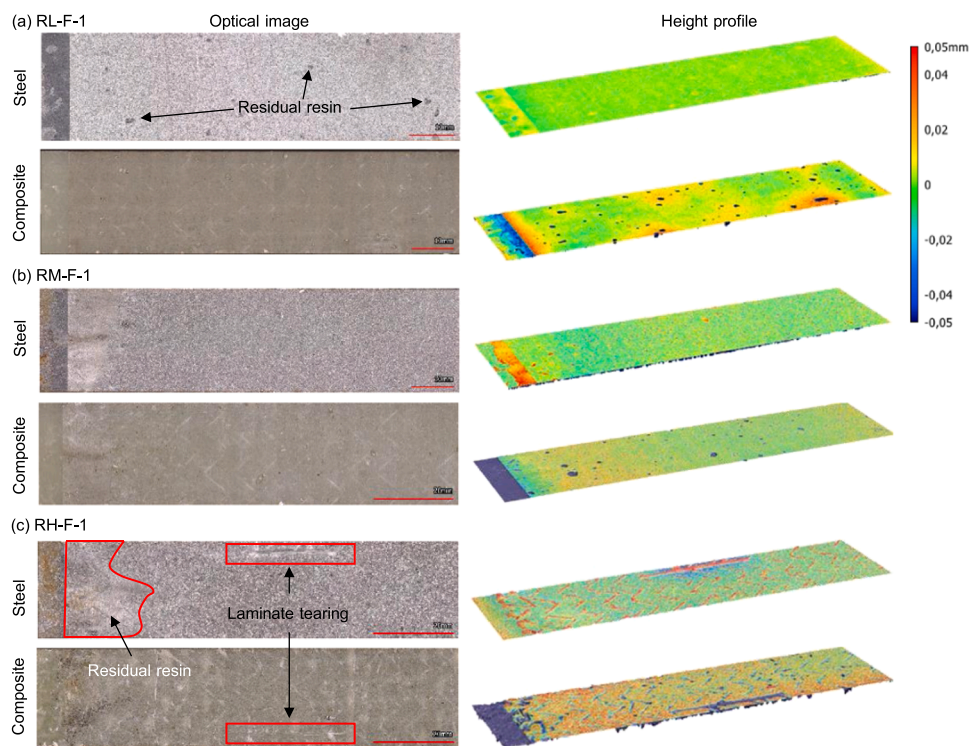 (a) RL-F-1
Optical image
Height profile
Steel
Residual resin
Composite
0,05mm
0,04
0,02
0
-0,02
-0,04
-0,05
(b) RM-F-1
Steel
Composite
(c) RH-F-1
Steel
Laminate tearing
Residual resin
Composite